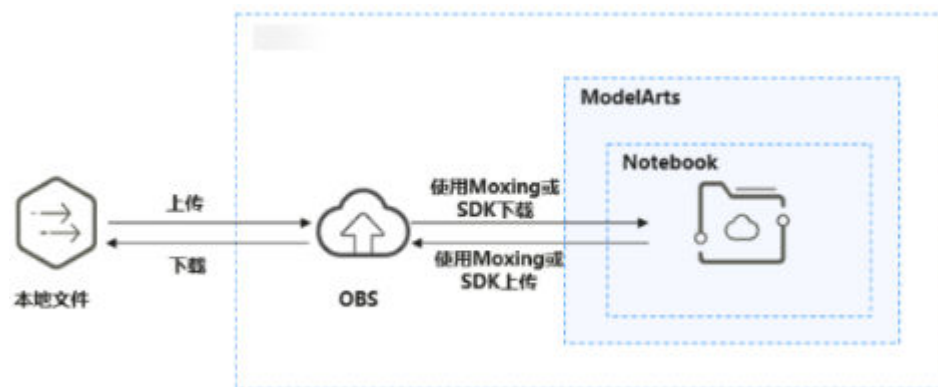 ModelArts
Notebook
使用Moxing或
SDK下载
上传
下载
使用Moxing或
SDK上传
本地文件
OBS